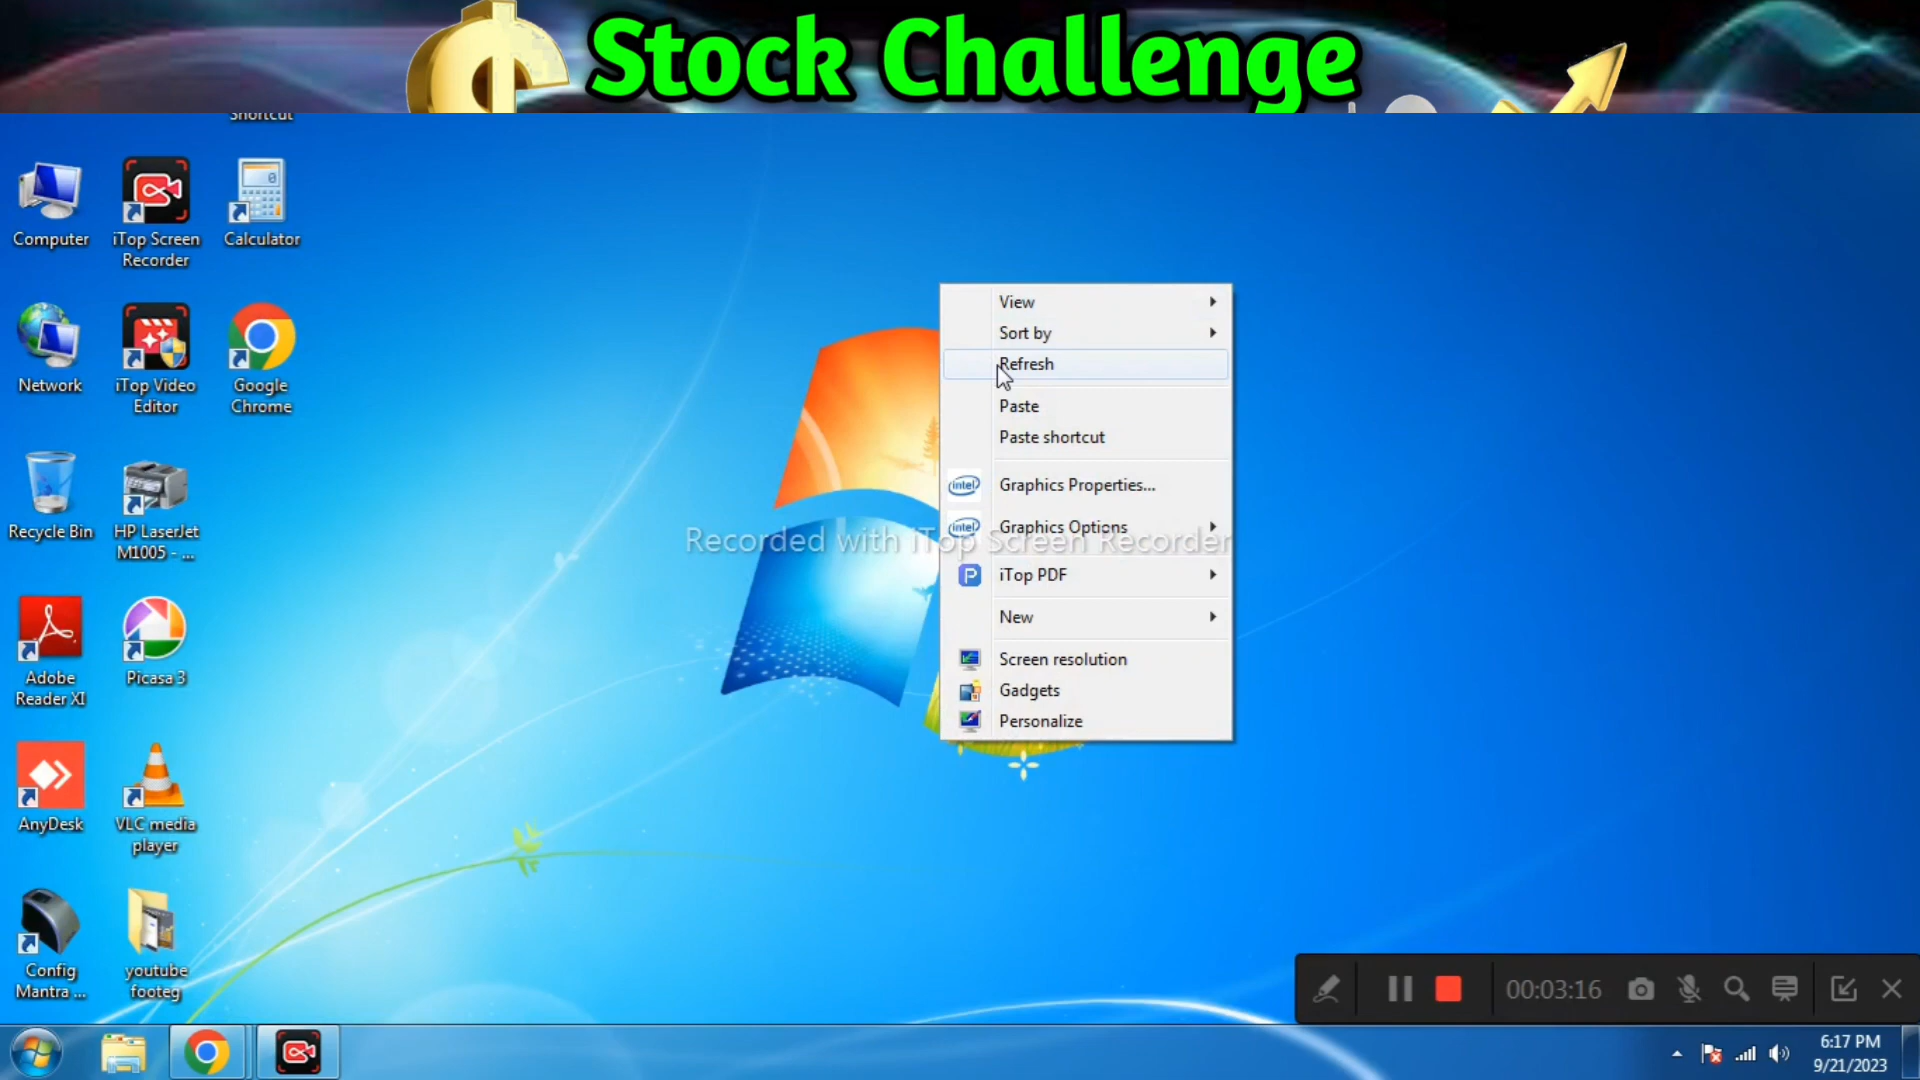 Stock Challenge
Shortcut
Computer
iTop Screen
Recorder
Calculator
Network
iTop Video
Editor
Google
Chrome
Recycle Bin
HP LaserJet
M1005 - ...
Adobe
Reader XI
Picasa 3
AnyDesk
VLC media
player
Config
Mantra ...
youtube
footeg
View
Sort by
Refresh
Paste
Paste shortcut
intel
Graphics Properties...
intel
Graphics Options
Recorded with iTop Screen Recorder
P
iTop PDF
New
Screen resolution
Gadgets
Personalize
00:03:16
6:17 PM
9/21/2023